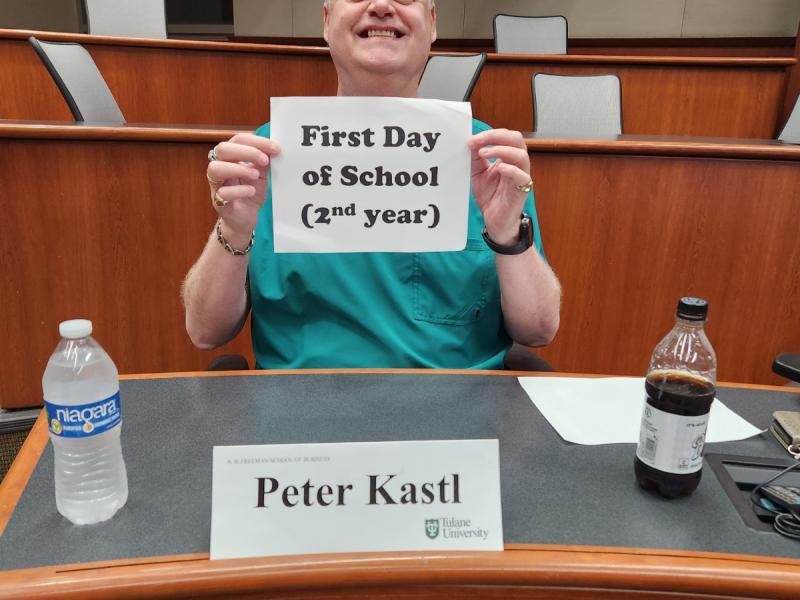 First Day
of School
(2nd year)
niagara
A. B. FREEMAN SCHOOL OF BUSINESS
Peter Kastl
Tulane
University